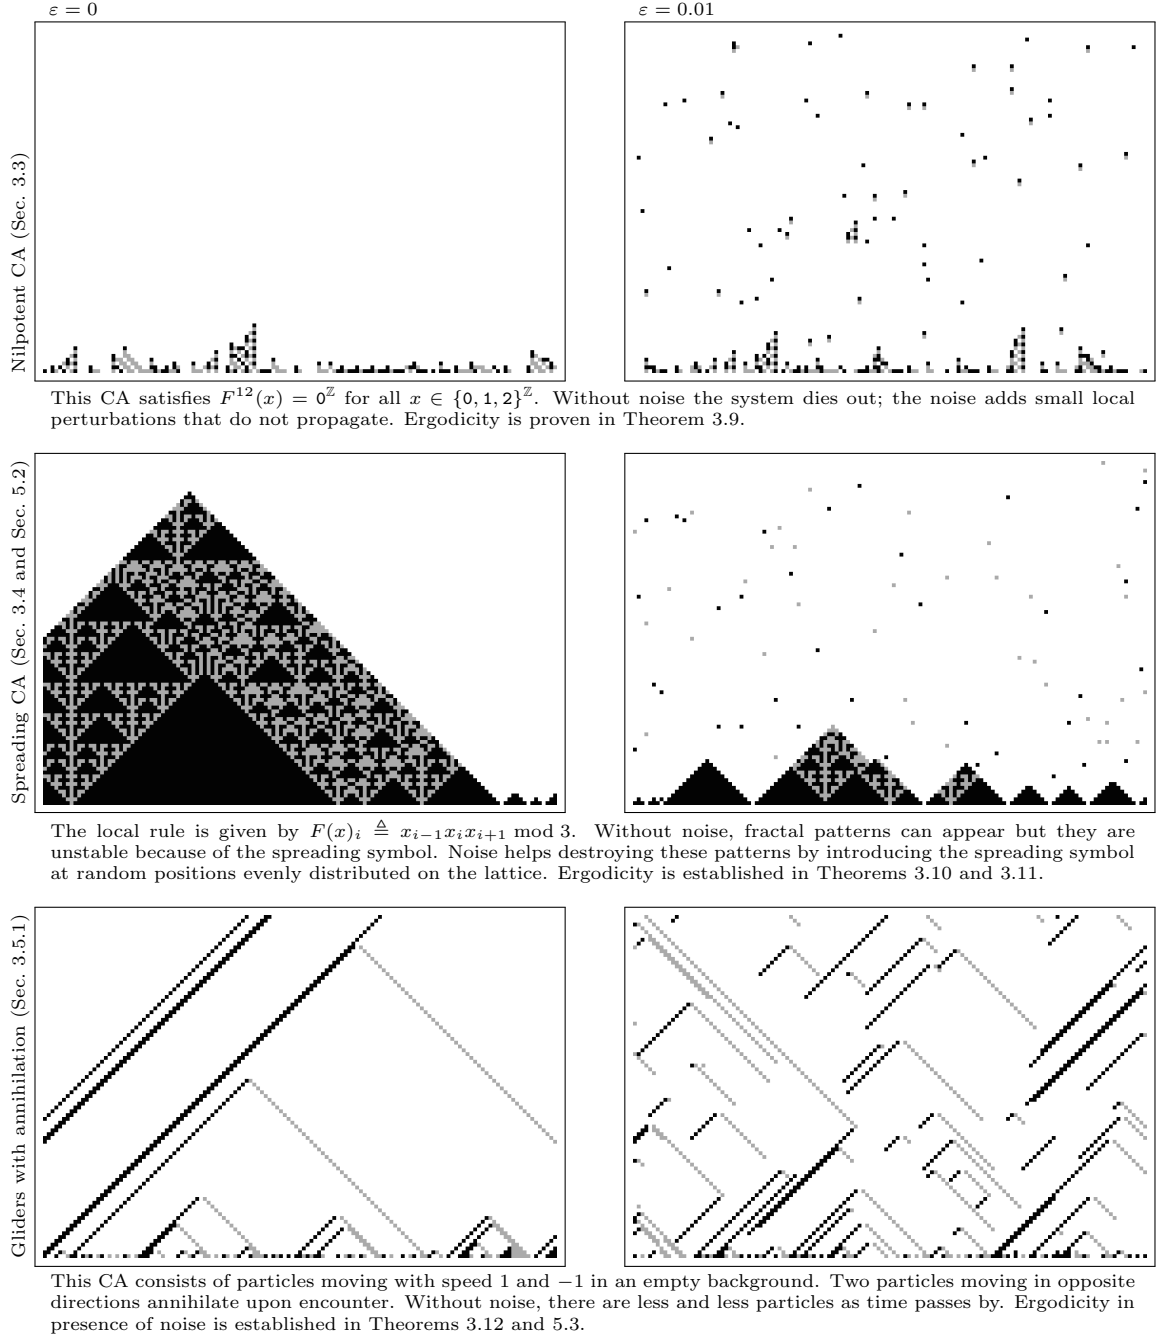 ε = 0
ε = 0.01
Nilpotent CA (Sec. 3.3)
This CA satisfies F¹²(x) = 0^ℤ for all x ∈ {0, 1, 2}^ℤ. Without noise the system dies out; the noise adds small local
perturbations that do not propagate. Ergodicity is proven in Theorem 3.9.
Spreading CA (Sec. 3.4 and Sec. 5.2)
The local rule is given by F(x)ᵢ ≜ xᵢ₋₁xᵢxᵢ₊₁ mod 3. Without noise, fractal patterns can appear but they are
unstable because of the spreading symbol. Noise helps destroying these patterns by introducing the spreading symbol
at random positions evenly distributed on the lattice. Ergodicity is established in Theorems 3.10 and 3.11.
Gliders with annihilation (Sec. 3.5.1)
This CA consists of particles moving with speed 1 and −1 in an empty background. Two particles moving in opposite
directions annihilate upon encounter. Without noise, there are less and less particles as time passes by. Ergodicity in
presence of noise is established in Theorems 3.12 and 5.3.